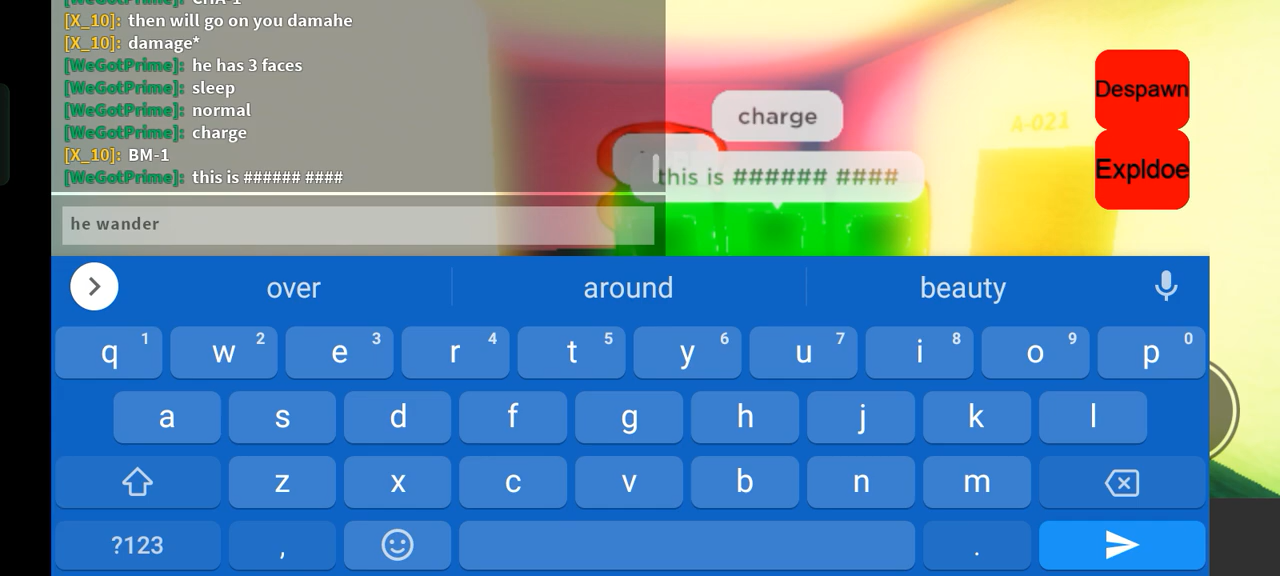 [X_10]: then will go on you damahe
[X_10]: damage*
[WeGotPrime]: he has 3 faces
[WeGotPrime]: sleep
[WeGotPrime]: normal
[WeGotPrime]: charge
[X_10]: BM-1
[WeGotPrime]: this is ###### ####
he wander
charge
this is ###### ####
A-021
Despawn
Expldoe
over around beauty
q 1 w 2 e 3 r 4 t 5 y 6 u 7 i 8 o 9 p 0
a s d f g h j k l
z x c v b n m
?123 , .